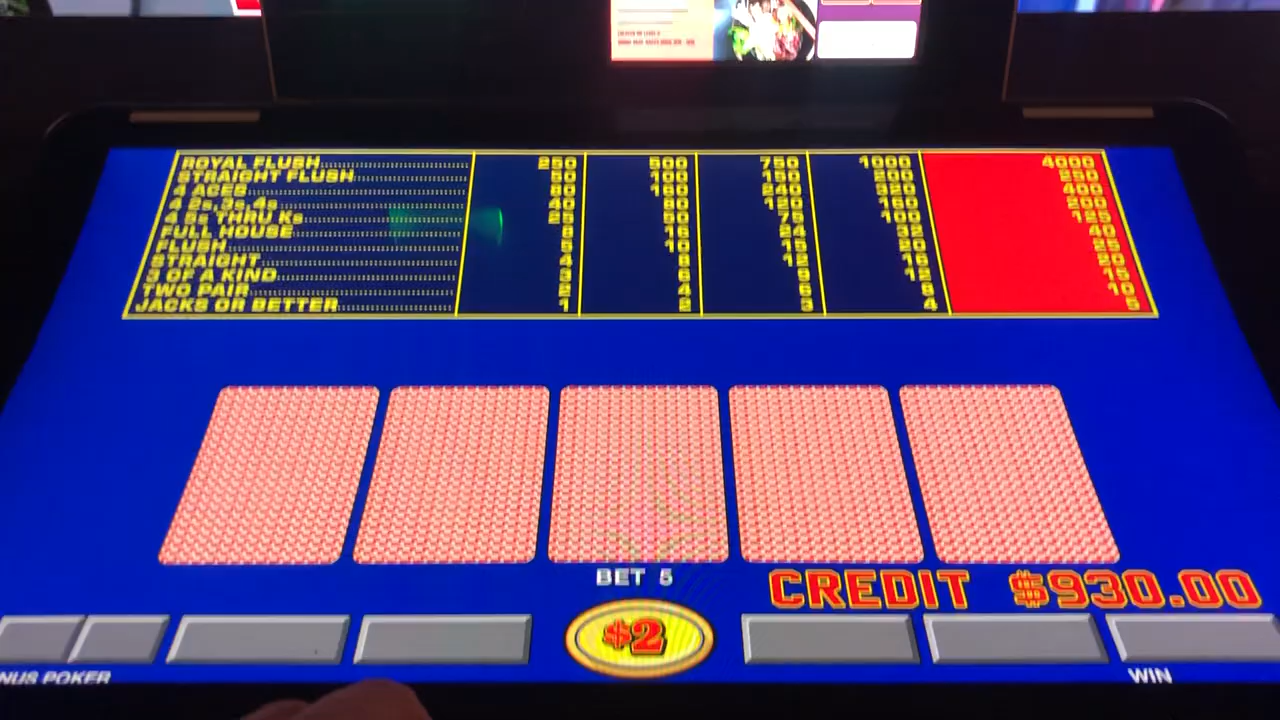 ROYAL FLUSH 250 500 750 1000 4000
STRAIGHT FLUSH 50 100 150 200 250
4 ACES 80 160 240 320 400
4 2s, 3s, 4s 40 80 120 160 200
4 5s THRU Ks 25 50 75 100 125
FULL HOUSE 8 16 24 32 40
FLUSH 5 10 15 20 25
STRAIGHT 4 8 12 16 20
3 OF A KIND 3 6 9 12 15
TWO PAIR 2 4 6 8 10
JACKS OR BETTER 1 2 3 4 5
BET 5
CREDIT $930.00
$2
NUS POKER
WIN